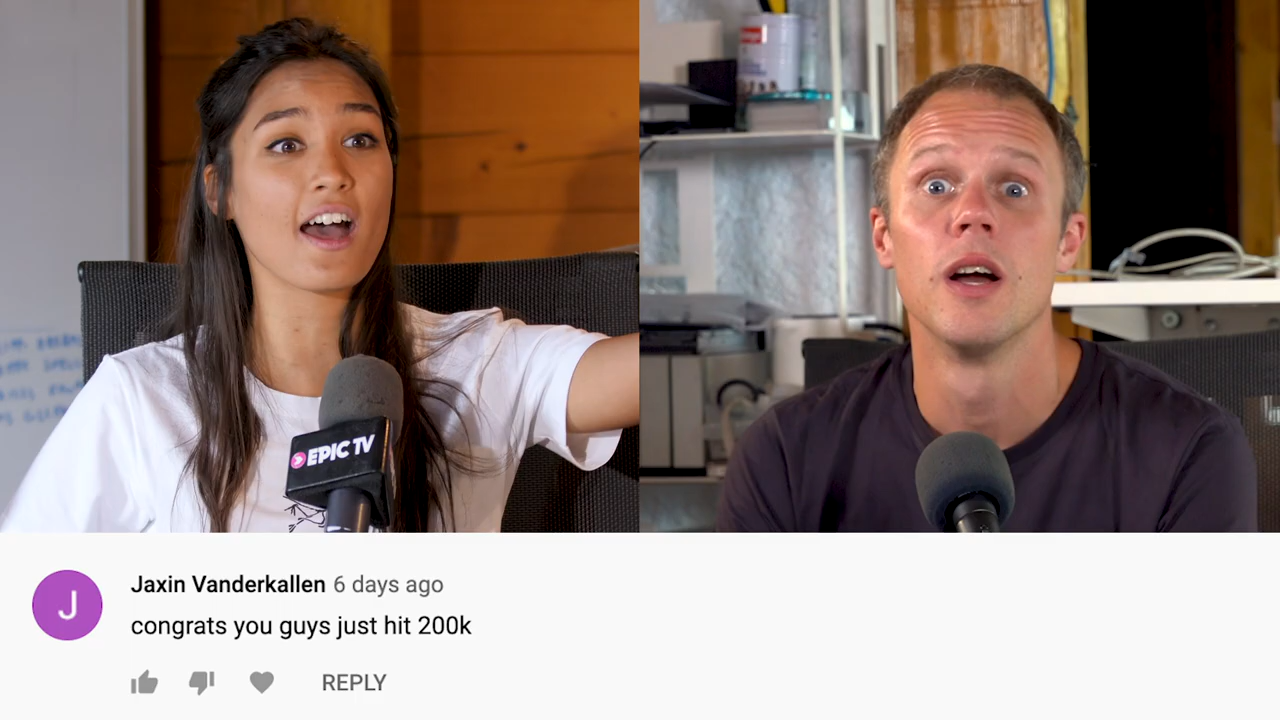 EPIC TV
Jaxin Vanderkallen 6 days ago
congrats you guys just hit 200k
REPLY
J